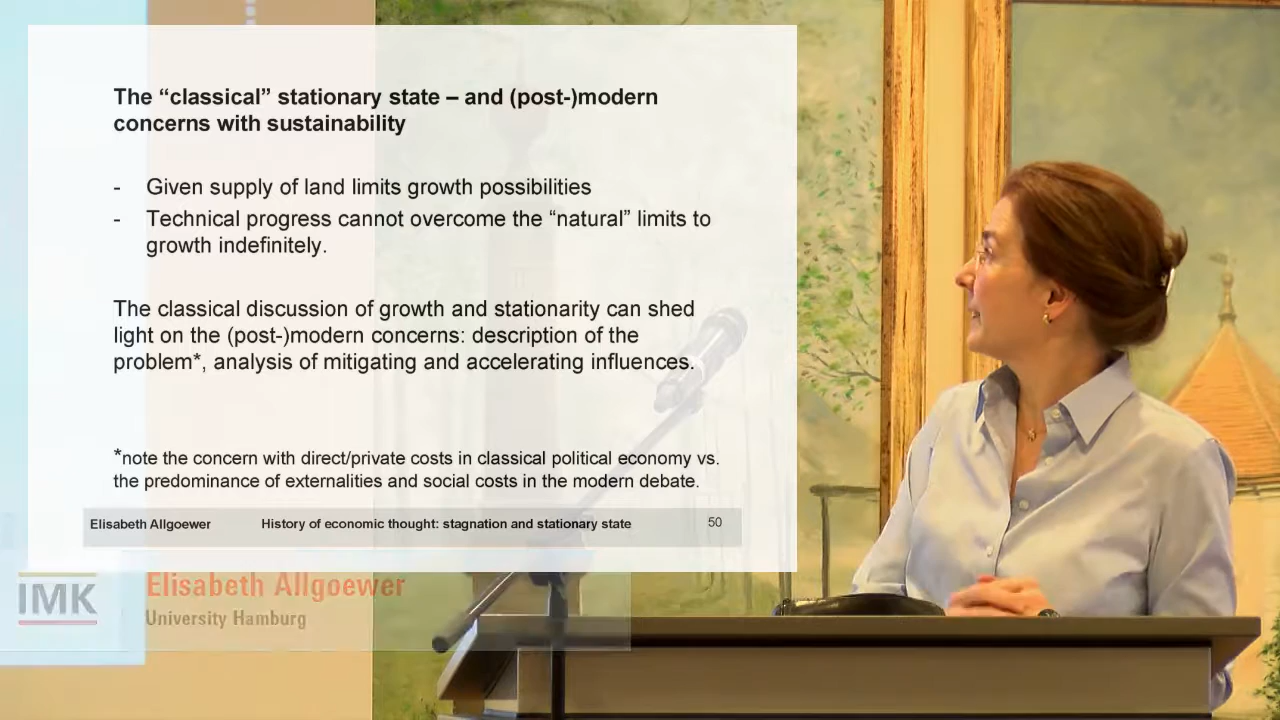 The “classical” stationary state – and (post-)modern
concerns with sustainability
- Given supply of land limits growth possibilities
- Technical progress cannot overcome the “natural” limits to
growth indefinitely.
The classical discussion of growth and stationarity can shed
light on the (post-)modern concerns: description of the
problem*, analysis of mitigating and accelerating influences.
*note the concern with direct/private costs in classical political economy vs.
the predominance of externalities and social costs in the modern debate.
Elisabeth Allgoewer History of economic thought: stagnation and stationary state 50
IMK
Elisabeth Allgoewer
University Hamburg